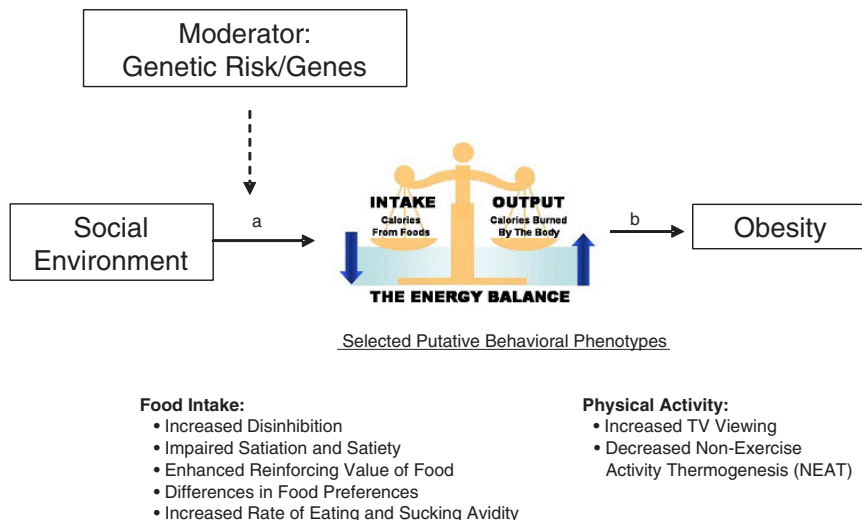 Moderator:
Genetic Risk/Genes
Social
Environment
a
INTAKE
Calories
From Foods
OUTPUT
Calories Burned
By The Body
THE ENERGY BALANCE
b
Obesity
Selected Putative Behavioral Phenotypes
Food Intake:
• Increased Disinhibition
• Impaired Satiation and Satiety
• Enhanced Reinforcing Value of Food
• Differences in Food Preferences
• Increased Rate of Eating and Sucking Avidity
Physical Activity:
• Increased TV Viewing
• Decreased Non-Exercise
Activity Thermogenesis (NEAT)